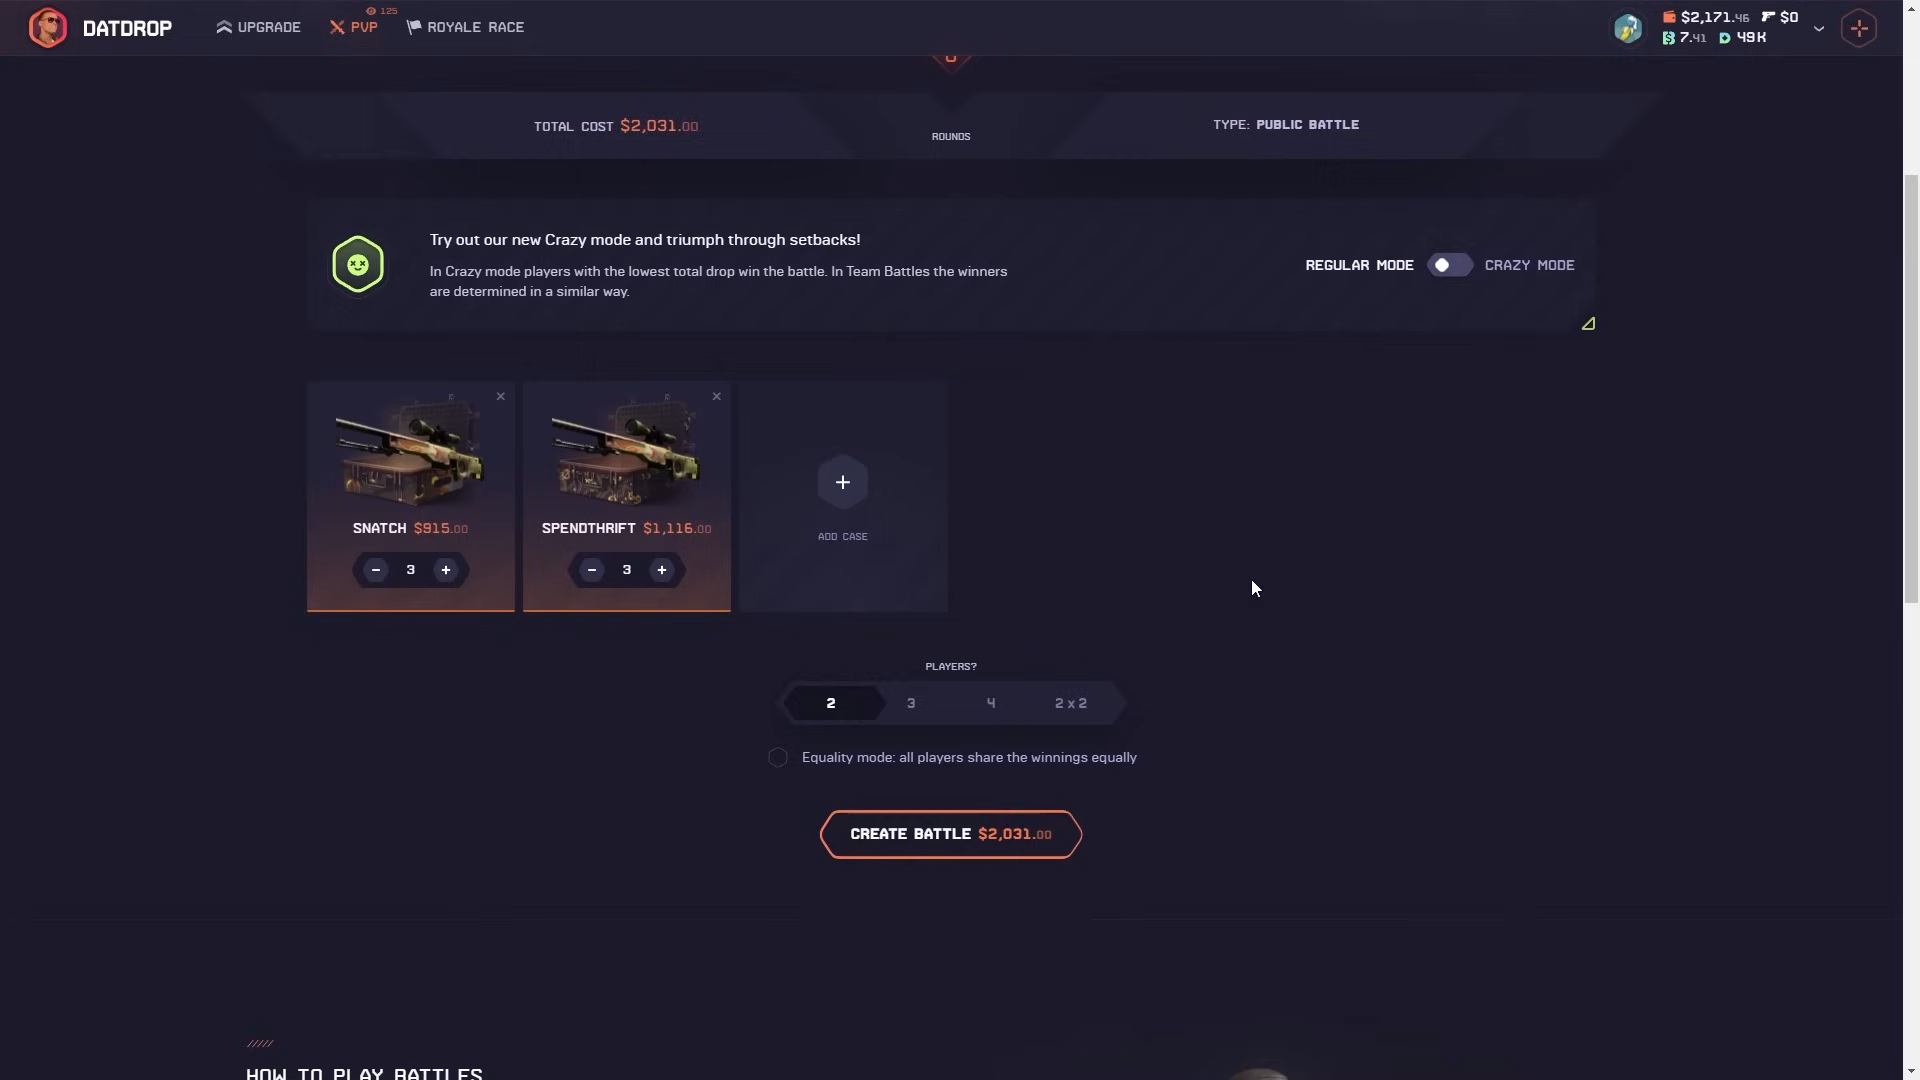 DATDROP
UPGRADE
125
PVP
ROYALE RACE
$2,171.46 $0
7.41 49K
TOTAL COST $2,031.00
ROUNDS
TYPE: PUBLIC BATTLE
Try out our new Crazy mode and triumph through setbacks!
In Crazy mode players with the lowest total drop win the battle. In Team Battles the winners
are determined in a similar way.
REGULAR MODE
CRAZY MODE
SNATCH $915.00
- 3 +
SPENDTHRIFT $1,116.00
- 3 +
+
ADD CASE
PLAYERS?
2 3 4 2 x 2
Equality mode: all players share the winnings equally
CREATE BATTLE $2,031.00
HOW TO PLAY BATTLES